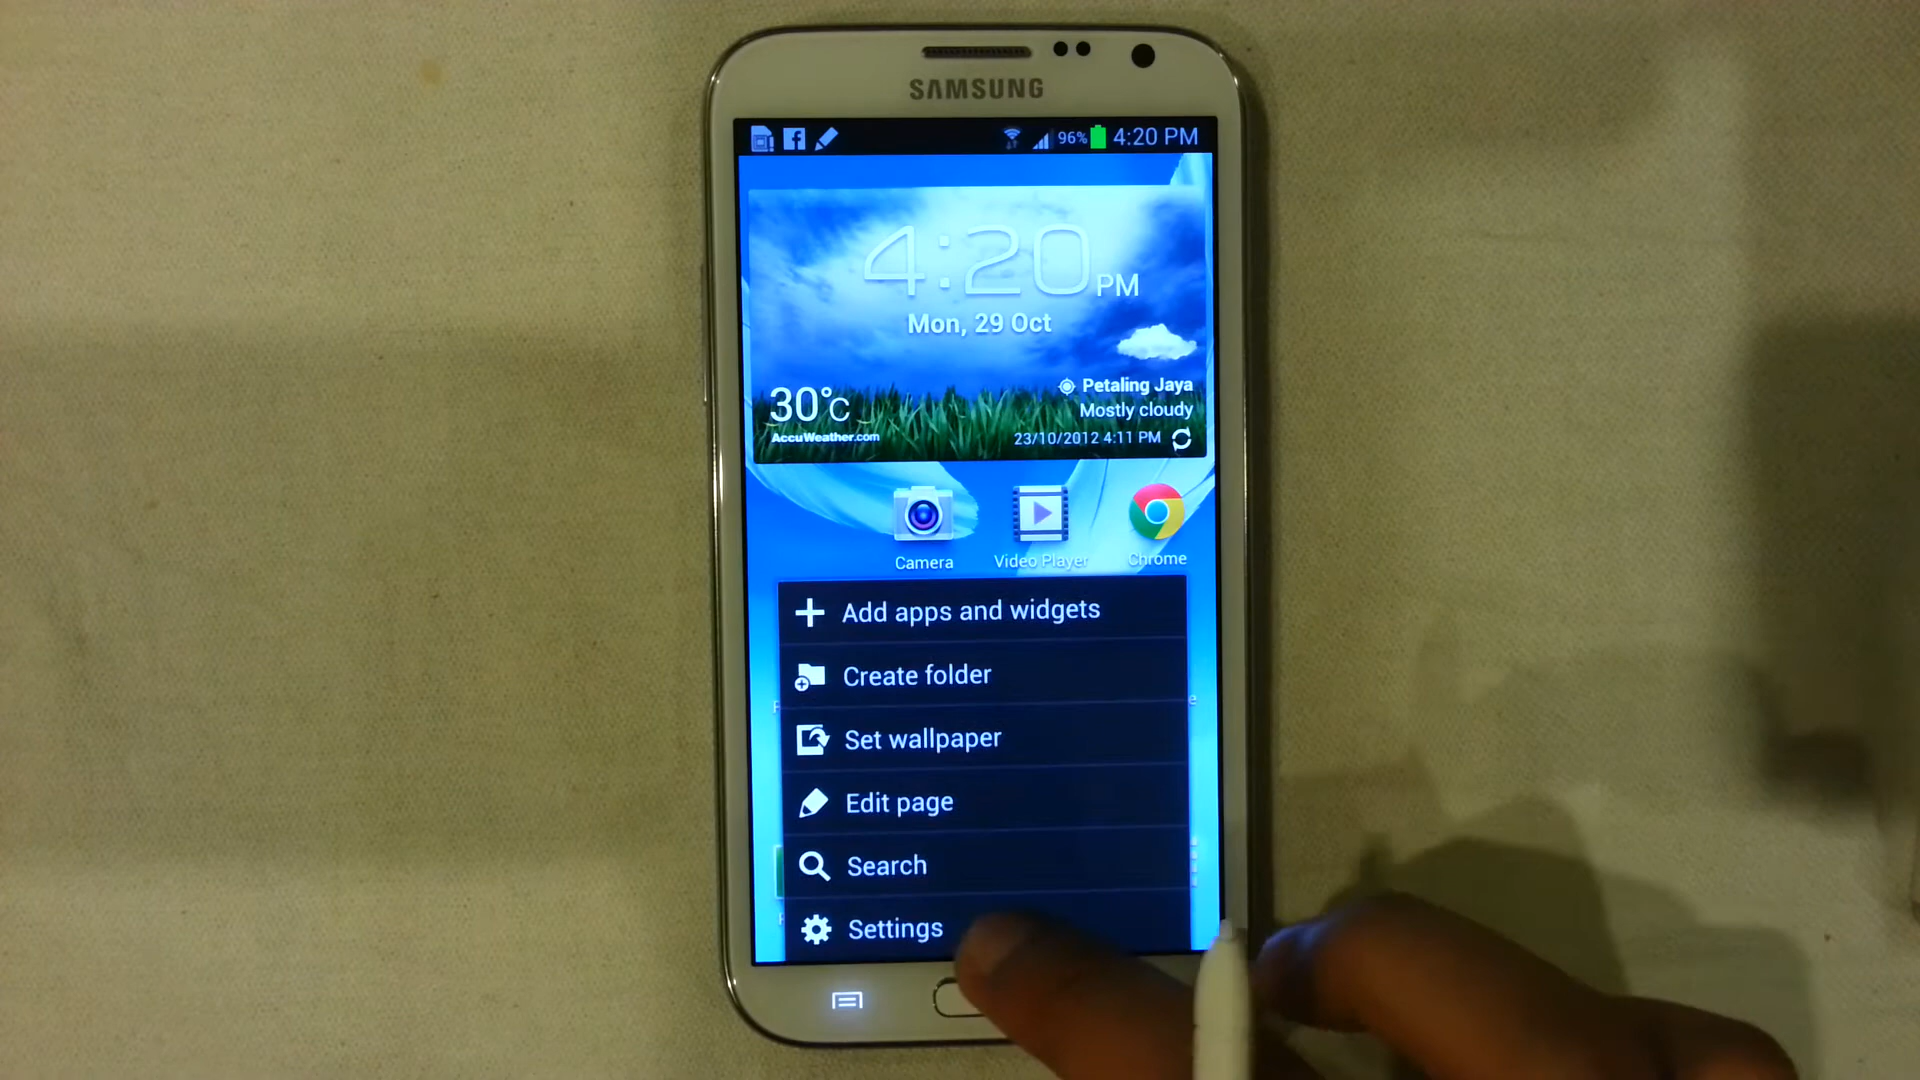 SAMSUNG
96% 4:20 PM
4:20 PM
Mon, 29 Oct
30°C
Petaling Jaya
Mostly cloudy
AccuWeather.com
23/10/2012 4:11 PM
Camera
Video Player
Chrome
Add apps and widgets
Create folder
Set wallpaper
Edit page
Search
Settings